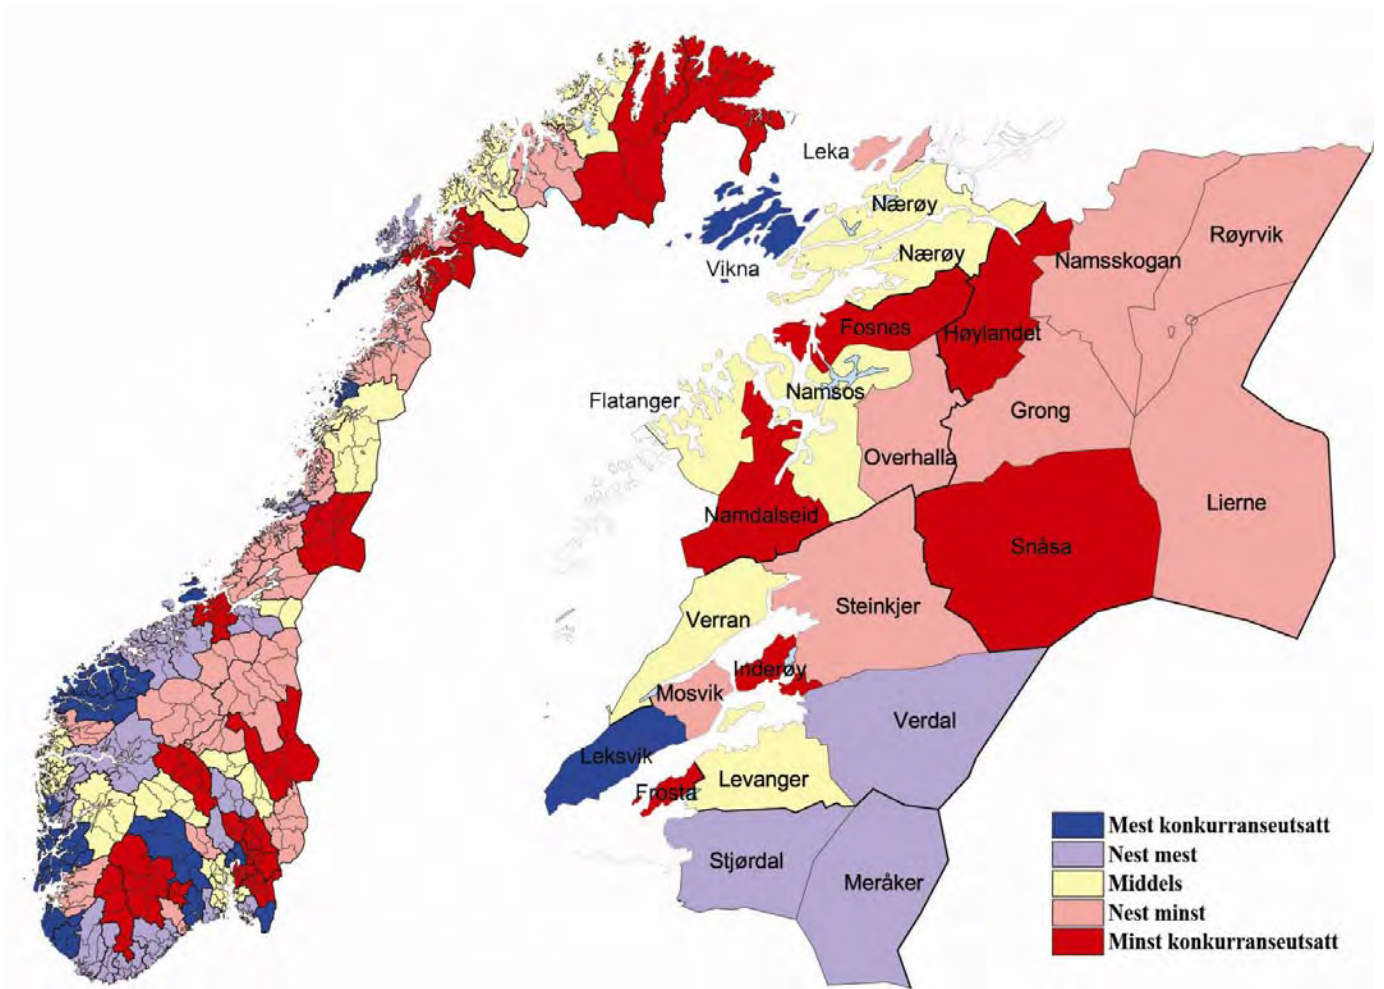 Leka
Nærøy
Røyrvik
Namsskogan
Vikna
Nærøy
Fosnes
Høylandet
Namsos
Flatanger
Grong
Overhalla
Lierne
Namdalseid
Snåsa
Steinkjer
Verran
Inderøy
Mosvik
Verdal
Leksvik
Levanger
Frosta
Stjørdal
Meråker
Mest konkurranseutsatt
Nest mest
Middels
Nest minst
Minst konkurranseutsatt